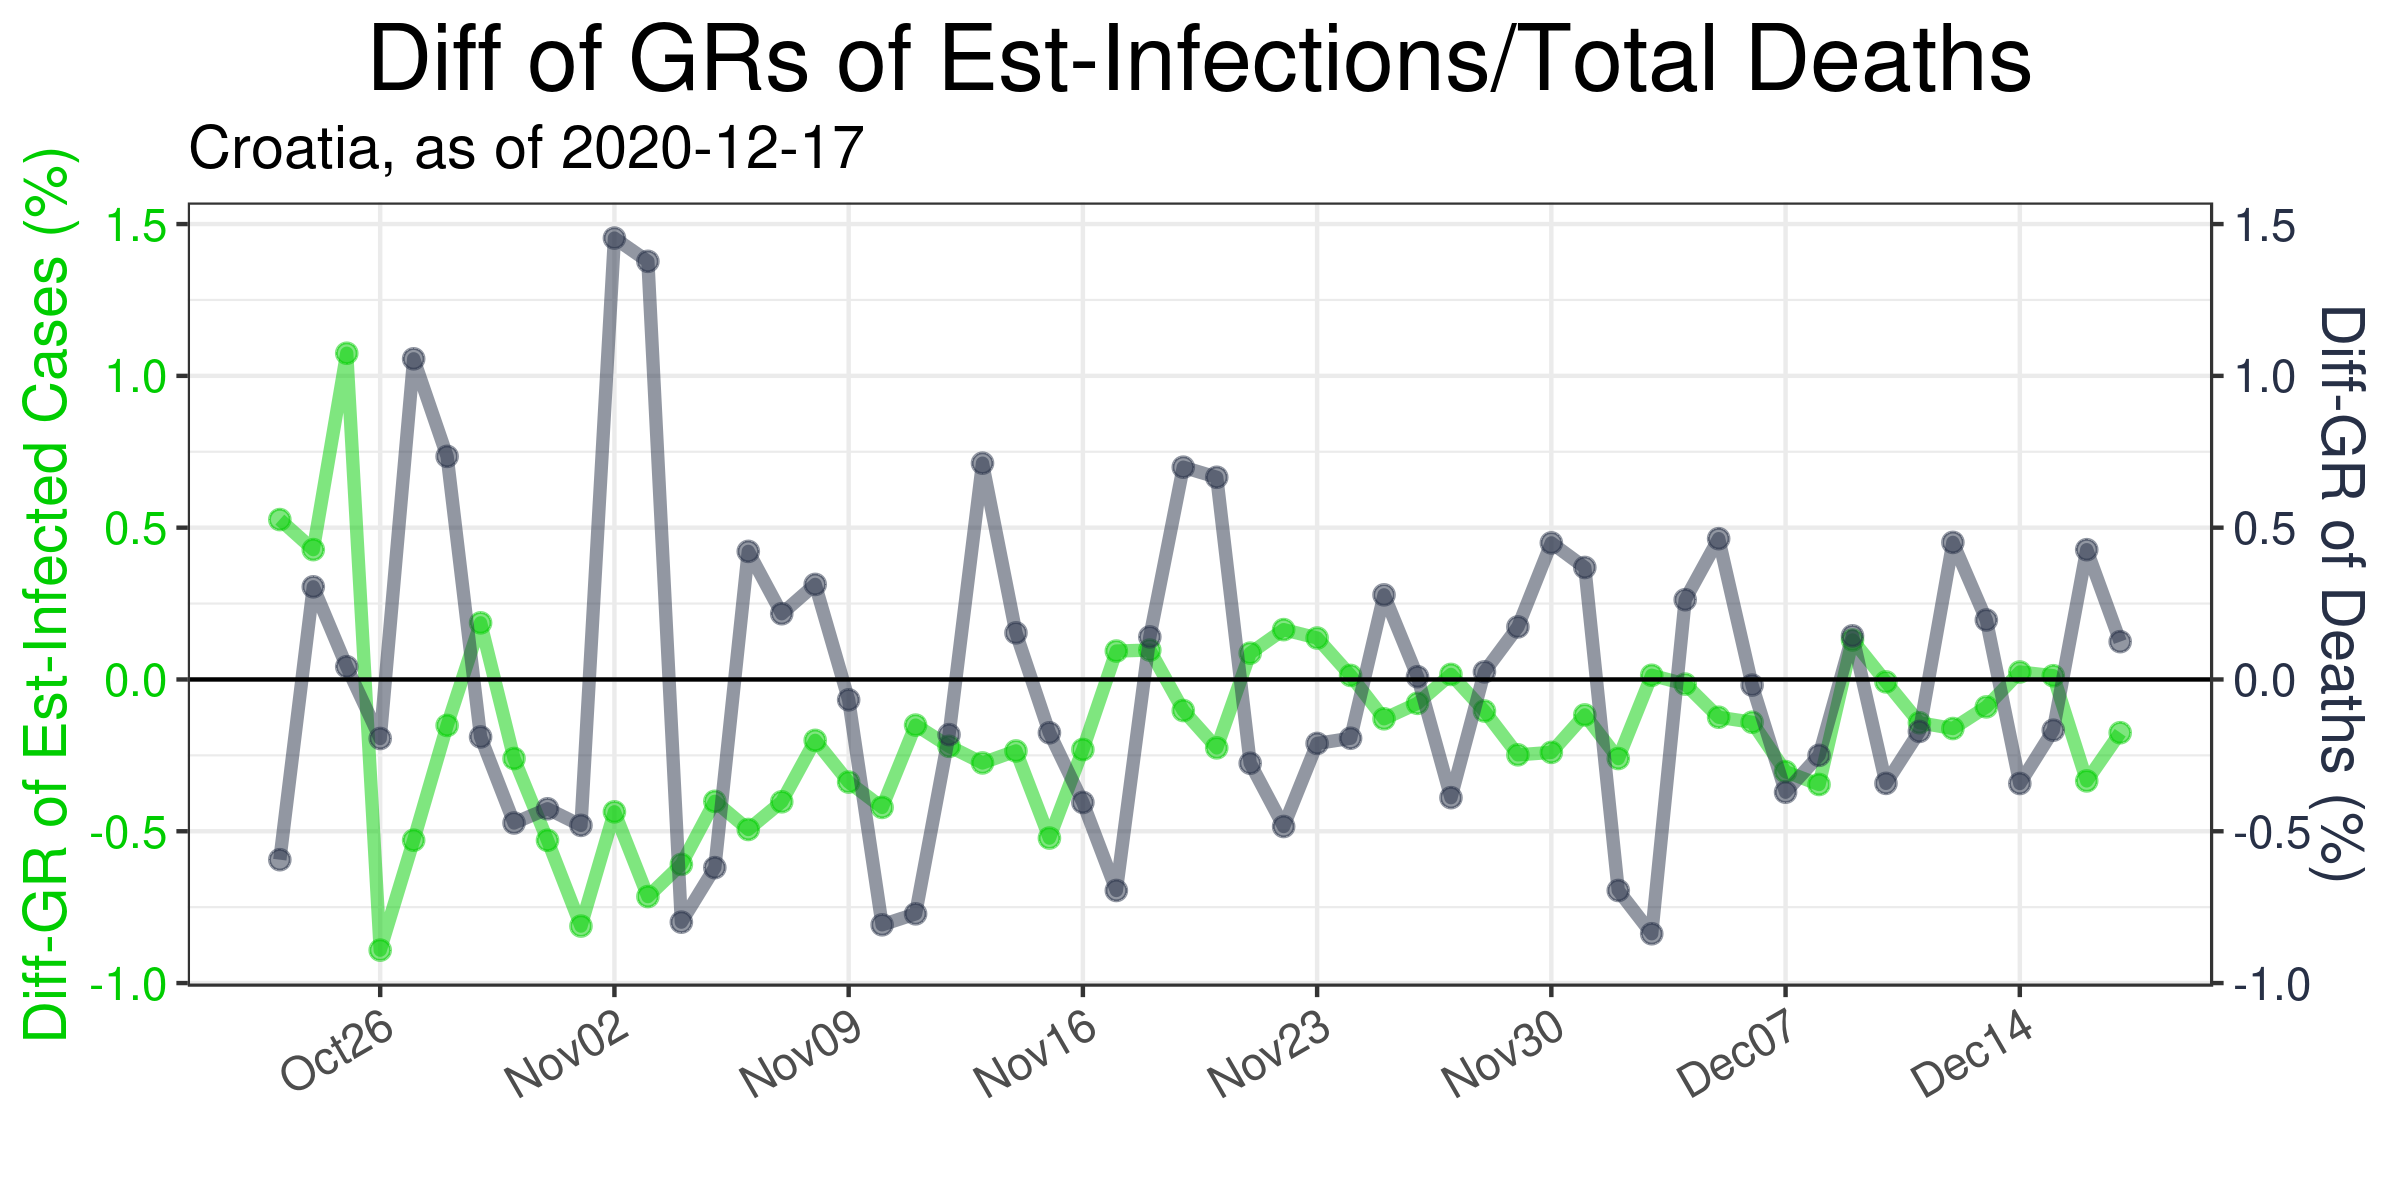 Diff of GRs of Est-Infections/Total Deaths
Croatia, as of 2020-12-17
Diff-GR of Est-Infected Cases (%)
1.5
1.0
0.5
0.0
-0.5
-1.0
1.5
1.0
0.5
0.0
-0.5
-1.0
Diff-GR of Deaths (%)
Oct26
Nov02
Nov09
Nov16
Nov23
Nov30
Dec07
Dec14